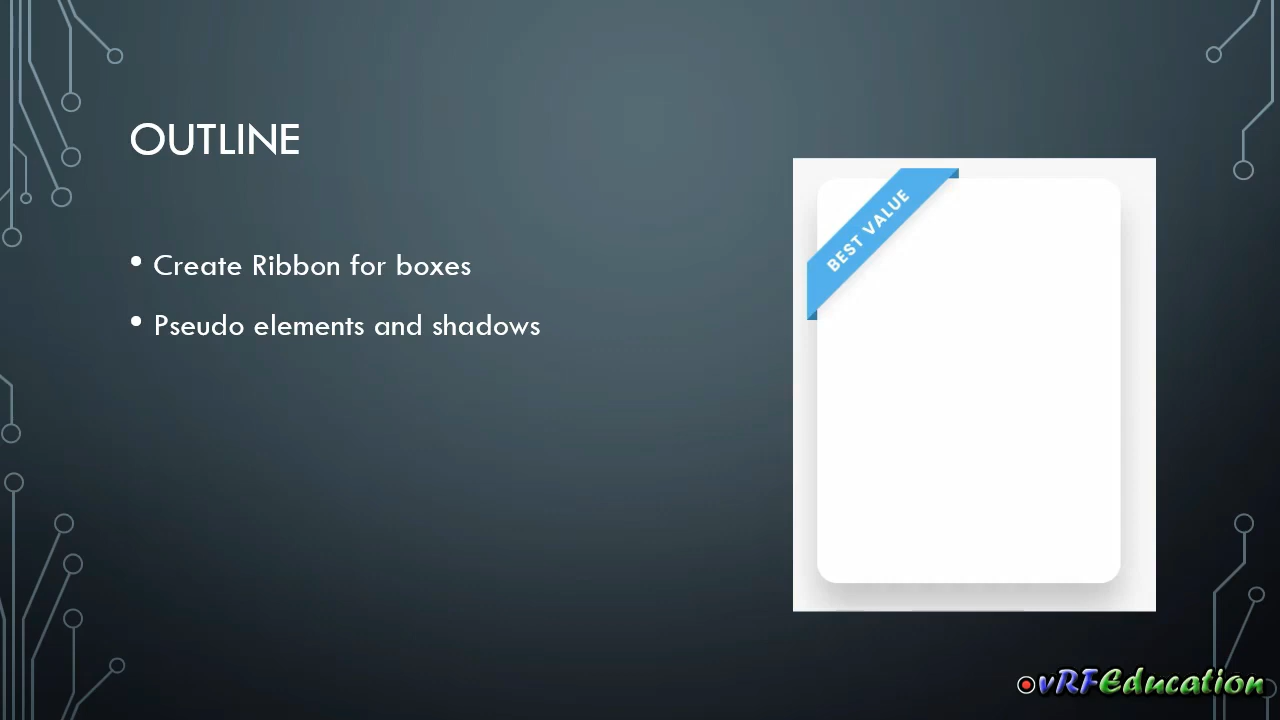 OUTLINE
• Create Ribbon for boxes
• Pseudo elements and shadows
BEST VALUE
vRFEducation